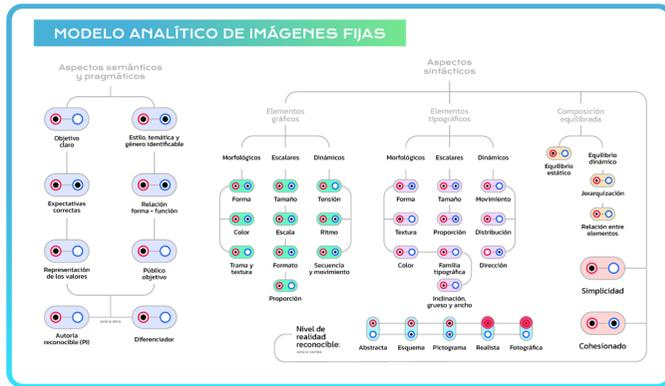 MODELO ANALÍTICO DE IMÁGENES FIJAS
Aspectos semánticos
y pragmáticos
Objetivo
claro
Estilo, temática y
género identificable
Expectativas
correctas
Relación
forma - función
Representación
de los valores
Público
objetivo
Autoría
reconocible (PI)
uno u otro
Diferenciador
Aspectos
sintácticos
Elementos
gráficos
Morfológicos
Escalares
Dinámicos
Forma
Tamaño
Tensión
Color
Escala
Ritmo
Trama y
textura
Formato
Secuencia
y movimiento
Proporción
Elementos
tipográficos
Morfológicos
Escalares
Dinámicos
Forma
Tamaño
Movimiento
Textura
Proporción
Distribución
Color
Familia
tipográfica
Dirección
Inclinación,
grueso y ancho
Composición
equilibrada
Equilibrio
estático
Equilibrio
dinámico
Jerarquización
Relación entre
elementos
Simplicidad
Cohesionado
Nivel de
realidad
reconocible:
uno o varios
Abstracta
Esquema
Pictograma
Realista
Fotográfica